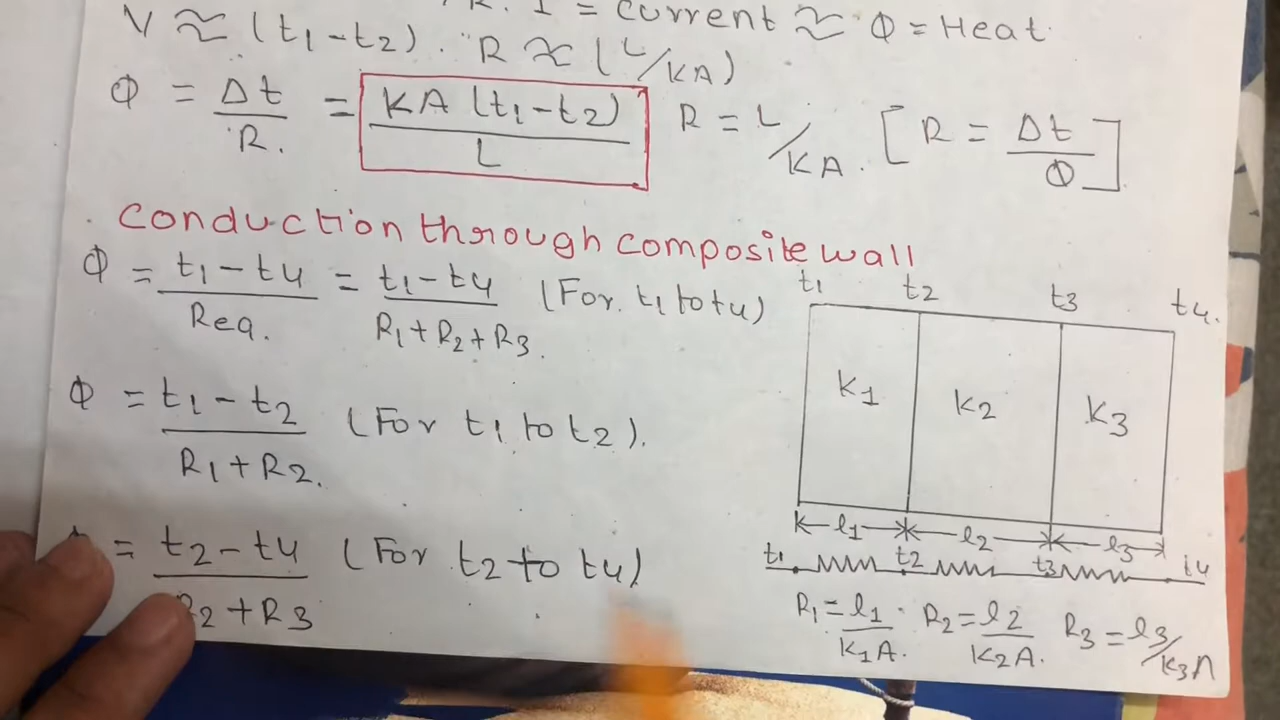 R. I = Current ≈ Φ = Heat
V ≈ (t1-t2). R ≈ (L/KA)
Φ = Δt/R. = KA (t1-t2)/L R = L/KA. [R = Δt/Φ]
conduction through composite wall
Φ = t1-t4/Req. = t1-t4/R1+R2+R3. (For t1 to t4)
t1 t2 t3 t4.
K1 K2 K3
Φ = t1-t2/R1+R2. (For t1 to t2).
l1 l2 l3
t1 t2 t3 t4
= t2-t4/R2+R3 (For t2 to t4)
R1 = l1/K1A. R2 = l2/K2A. R3 = l3/K3A